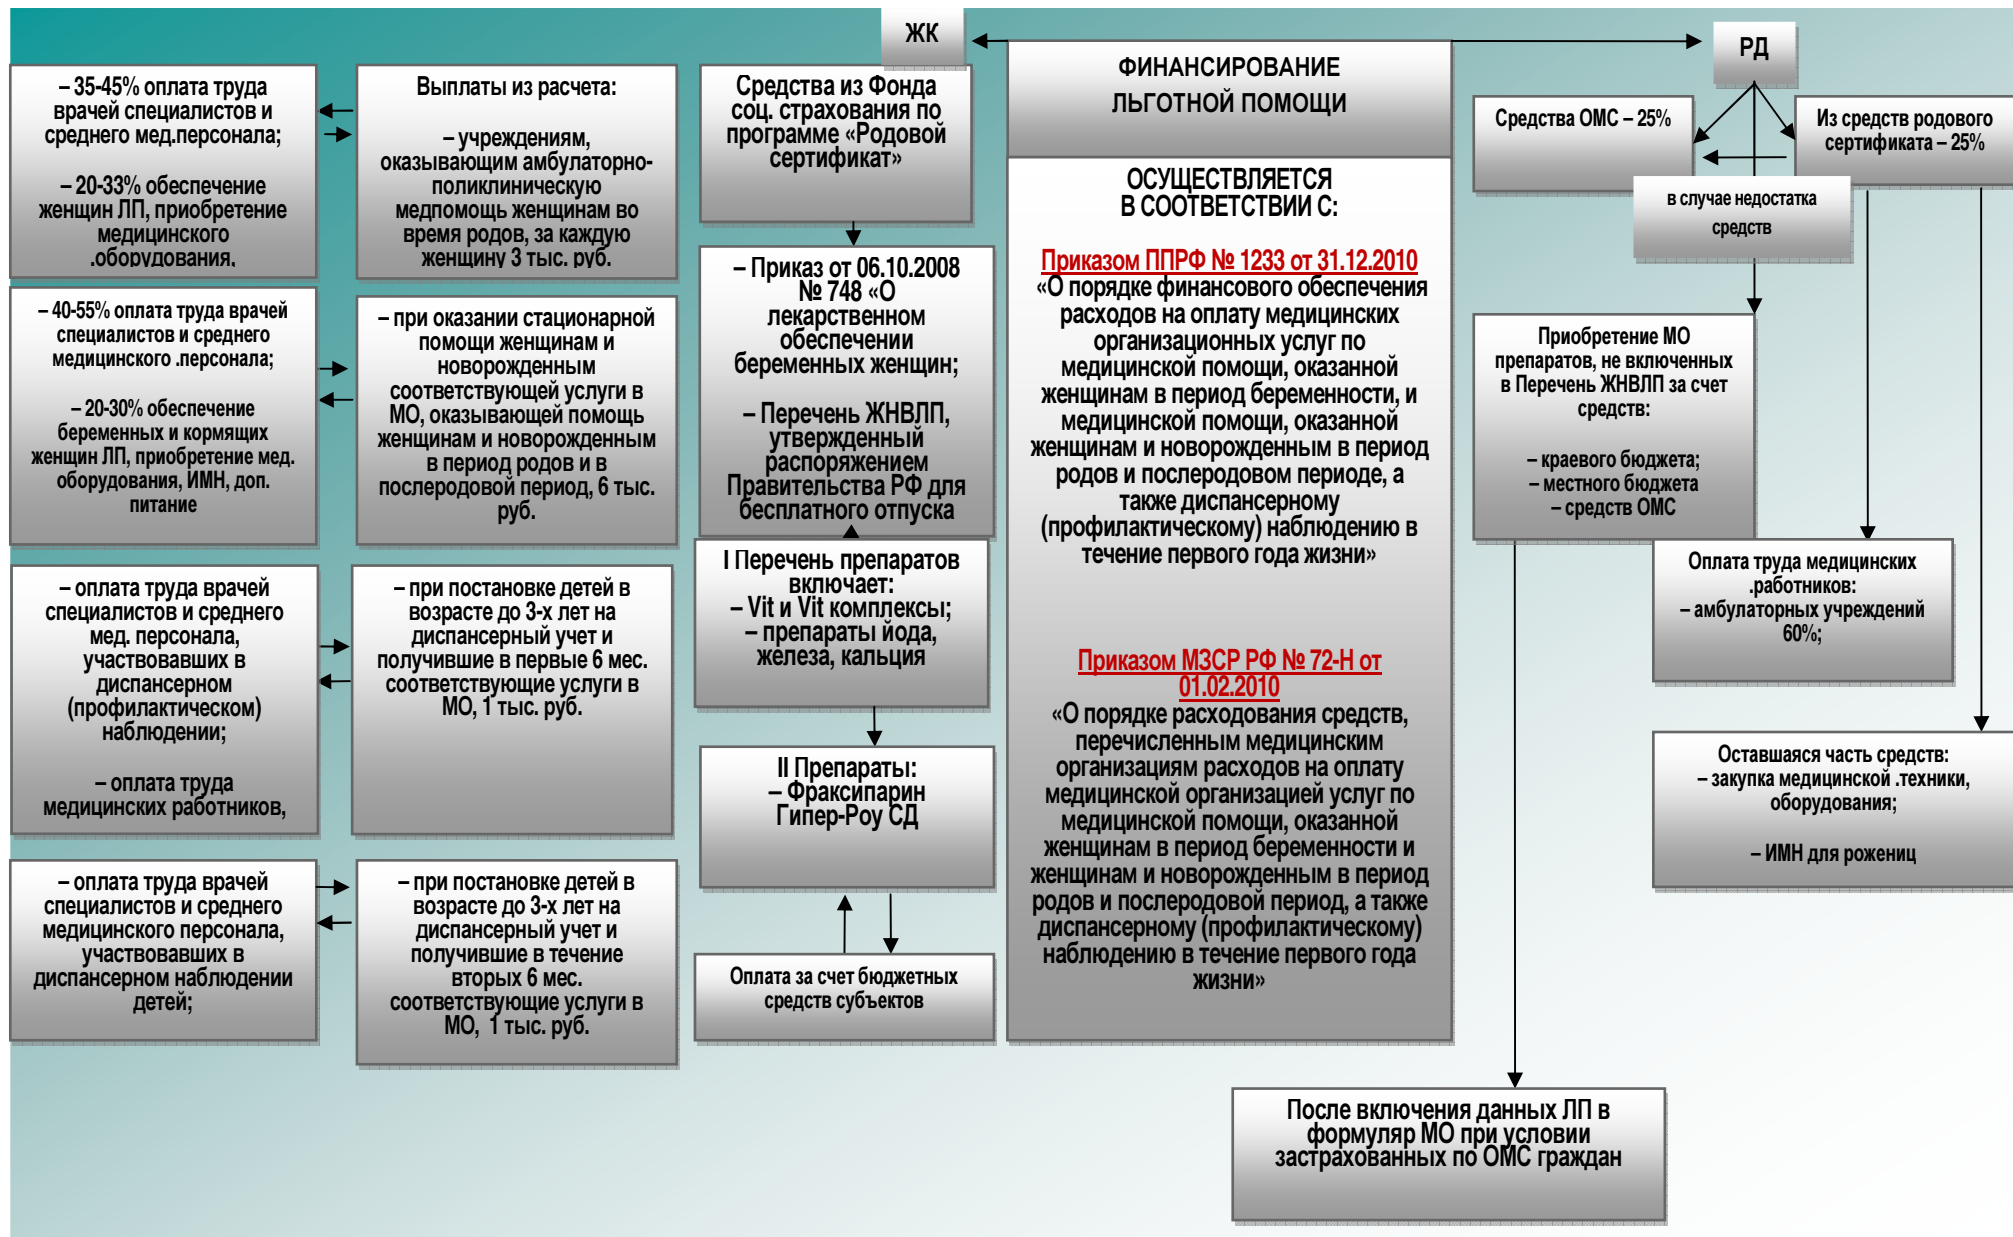 ЖК
РД
ФИНАНСИРОВАНИЕ
ЛЬГОТНОЙ ПОМОЩИ
ОСУЩЕСТВЛЯЕТСЯ
В СООТВЕТСТВИИ С:
Приказом ППРФ № 1233 от 31.12.2010
«О порядке финансового обеспечения
расходов на оплату медицинских
организационных услуг по
медицинской помощи, оказанной
женщинам в период беременности, и
медицинской помощи, оказанной
женщинам и новорожденным в период
родов и послеродовом периоде, а
также диспансерному
(профилактическому) наблюдению в
течение первого года жизни»
Приказом МЗСР РФ № 72-Н от
01.02.2010
«О порядке расходования средств,
перечисленным медицинским
организациям расходов на оплату
медицинской организацией услуг по
медицинской помощи, оказанной
женщинам в период беременности и
женщинам и новорожденным в период
родов и послеродовой период, а также
диспансерному (профилактическому)
наблюдению в течение первого года
жизни»
– 35-45% оплата труда
врачей специалистов и
среднего мед.персонала;
– 20-33% обеспечение
женщин ЛП, приобретение
медицинского
.оборудования,
Выплаты из расчета:
– учреждениям,
оказывающим амбулаторно-
поликлиническую
медпомощь женщинам во
время родов, за каждую
женщину 3 тыс. руб.
– 40-55% оплата труда врачей
специалистов и среднего
медицинского .персонала;
– 20-30% обеспечение
беременных и кормящих
женщин ЛП, приобретение мед.
оборудования, ИМН, доп.
питание
– при оказании стационарной
помощи женщинам и
новорожденным
соответствующей услуги в
МО, оказывающей помощь
женщинам и новорожденным
в период родов и в
послеродовой период, 6 тыс.
руб.
– оплата труда врачей
специалистов и среднего
мед. персонала,
участвовавших в
диспансерном
(профилактическом)
наблюдении;
– оплата труда
медицинских работников,
– при постановке детей в
возрасте до 3-х лет на
диспансерный учет и
получившие в первые 6 мес.
соответствующие услуги в
МО, 1 тыс. руб.
– оплата труда врачей
специалистов и среднего
медицинского персонала,
участвовавших в
диспансерном наблюдении
детей;
– при постановке детей в
возрасте до 3-х лет на
диспансерный учет и
получившие в течение
вторых 6 мес.
соответствующие услуги в
МО,  1 тыс. руб.
Средства из Фонда
соц. страхования по
программе «Родовой
сертификат»
– Приказ от 06.10.2008
№ 748 «О
лекарственном
обеспечении
беременных женщин;
– Перечень ЖНВЛП,
утвержденный
распоряжением
Правительства РФ для
бесплатного отпуска
I Перечень препаратов
включает:
– Vit и Vit комплексы;
– препараты йода,
железа, кальция
II Препараты:
– Фраксипарин
Гипер-Роу СД
Оплата за счет бюджетных
средств субъектов
Средства ОМС – 25%
Из средств родового
сертификата – 25%
в случае недостатка
средств
Приобретение МО
препаратов, не включенных
в Перечень ЖНВЛП за счет
средств:
– краевого бюджета;
– местного бюджета
– средств ОМС
Оплата труда медицинских
.работников:
– амбулаторных учреждений
60%;
Оставшаяся часть средств:
– закупка медицинской .техники,
оборудования;
– ИМН для рожениц
После включения данных ЛП в
формуляр МО при условии
застрахованных по ОМС граждан